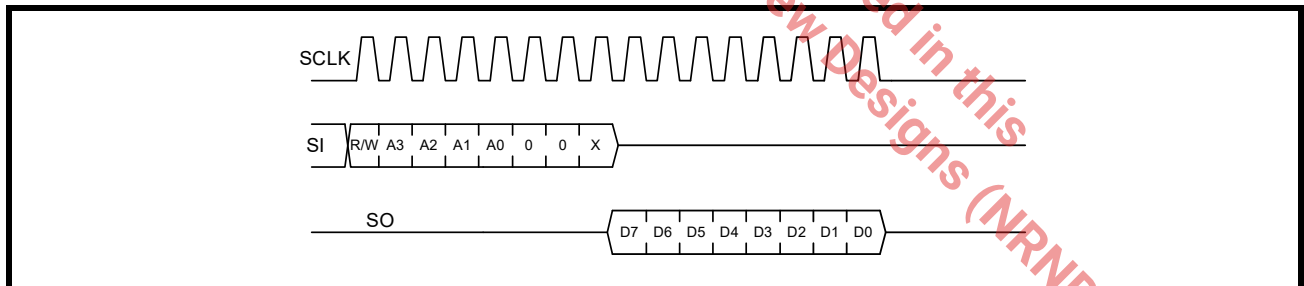 SCLK
SI R/W A3 A2 A1 A0 0 0 X
SO D7 D6 D5 D4 D3 D2 D1 D0
in this
Designs (NRND